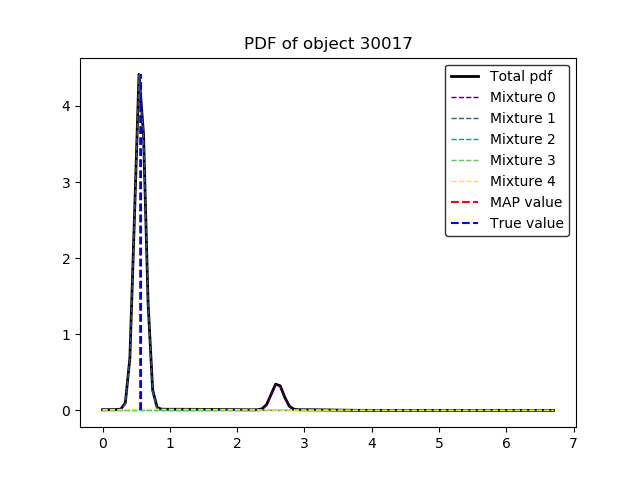 PDF of object 30017
Total pdf
Mixture 0
Mixture 1
Mixture 2
Mixture 3
Mixture 4
MAP value
True value
4
3
2
1
0
0 1 2 3 4 5 6 7